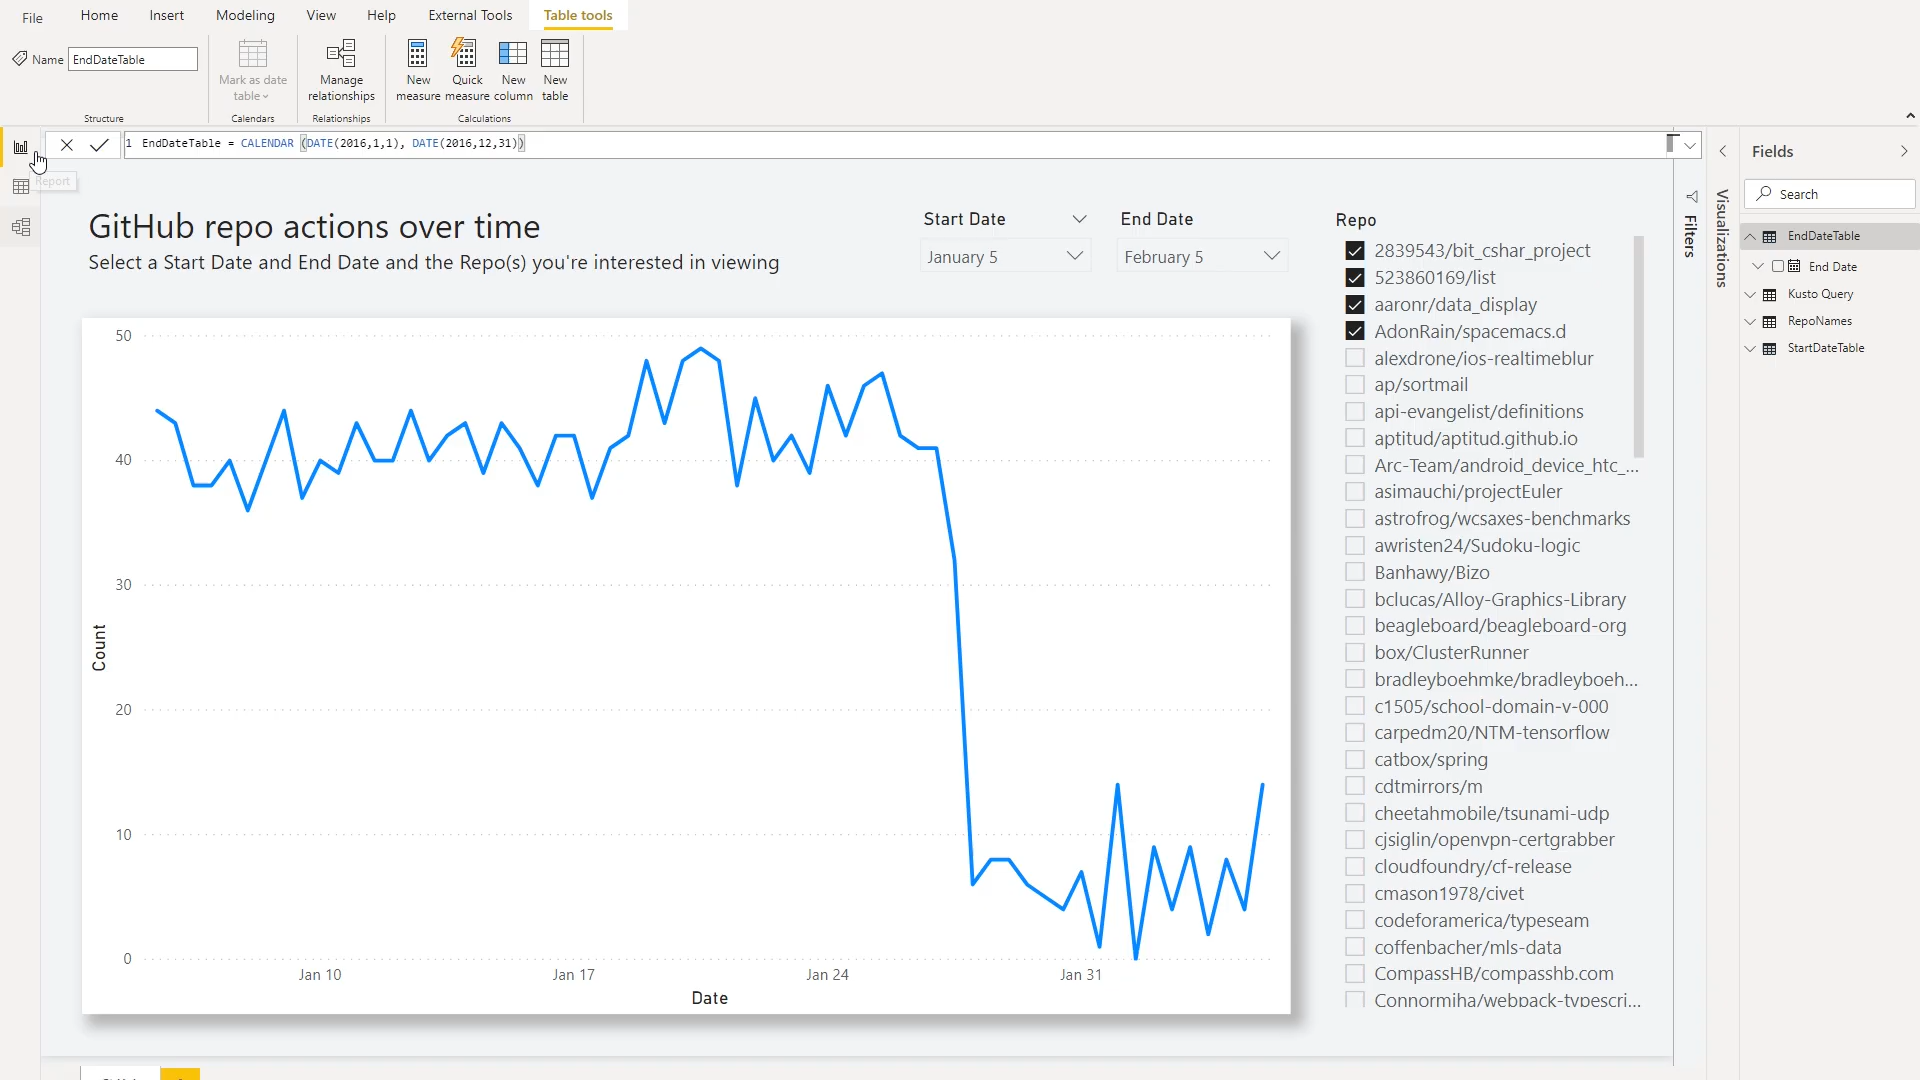 File
Home
Insert
Modeling
View
Help
External Tools
Table tools
Name
EndDateTable
Mark as date table
Manage relationships
New measure
Quick measure
New column
New table
Structure
Calendars
Relationships
Calculations
1 EndDateTable = CALENDAR (DATE(2016,1,1), DATE(2016,12,31))
Report
GitHub repo actions over time
Select a Start Date and End Date and the Repo(s) you're interested in viewing
Start Date
January 5
End Date
February 5
50
40
30
20
10
0
Count
Jan 10
Jan 17
Jan 24
Jan 31
Date
Repo
2839543/bit_cshar_project
523860169/list
aaronr/data_display
AdonRain/spacemacs.d
alexdrone/ios-realtimeblur
ap/sortmail
api-evangelist/definitions
aptitud/aptitud.github.io
Arc-Team/android_device_htc_...
asimauchi/projectEuler
astrofrog/wcsaxes-benchmarks
awristen24/Sudoku-logic
Banhawy/Bizo
bclucas/Alloy-Graphics-Library
beagleboard/beagleboard-org
box/ClusterRunner
bradleyboehmke/bradleyboeh...
c1505/school-domain-v-000
carpedm20/NTM-tensorflow
catbox/spring
cdtmirrors/m
cheetahmobile/tsunami-udp
cjsiglin/openvpn-certgrabber
cloudfoundry/cf-release
cmason1978/civet
codeforamerica/typeseam
coffenbacher/mls-data
CompassHB/compasshb.com
Connormiha/webpack-typescri...
Filters
Visualizations
Fields
Search
EndDateTable
End Date
Kusto Query
RepoNames
StartDateTable